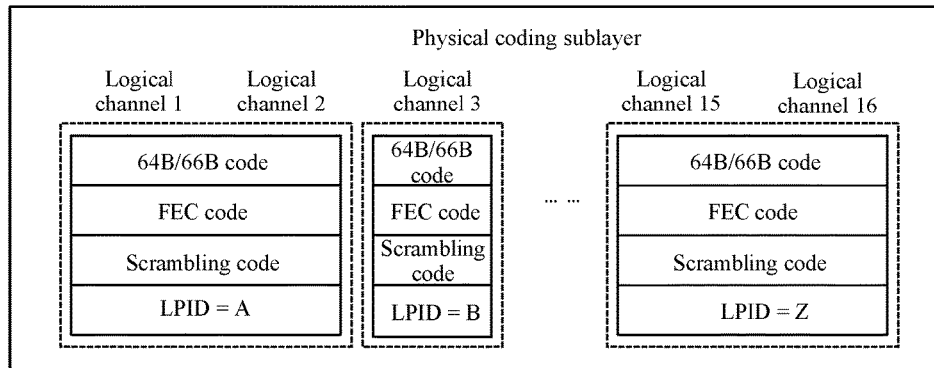 Physical coding sublayer
Logical
channel 1
Logical
channel 2
Logical
channel 3
Logical
channel 15
Logical
channel 16
64B/66B code
FEC code
Scrambling code
LPID = A
64B/66B
code
FEC code
Scrambling
code
LPID = B
... ...
64B/66B code
FEC code
Scrambling code
LPID = Z